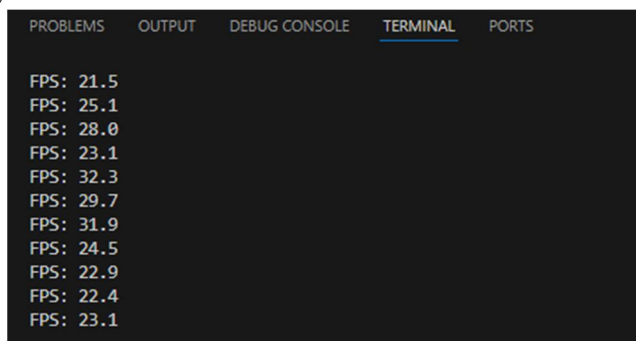 PROBLEMS OUTPUT DEBUG CONSOLE TERMINAL PORTS
FPS: 21.5
FPS: 25.1
FPS: 28.0
FPS: 23.1
FPS: 32.3
FPS: 29.7
FPS: 31.9
FPS: 24.5
FPS: 22.9
FPS: 22.4
FPS: 23.1